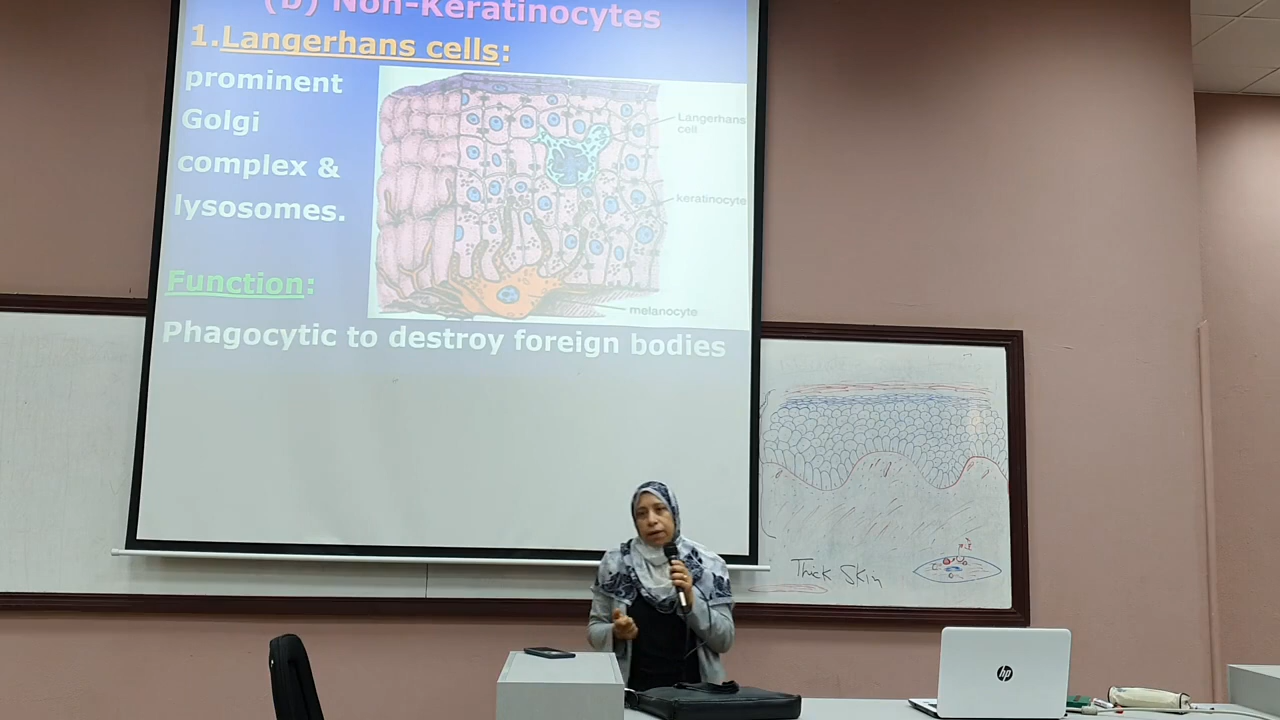 (b) Non-Keratinocytes
1.Langerhans cells:
prominent
Golgi
complex &
lysosomes.
Langerhans
cell
keratinocyte
melanocyte
Function:
Phagocytic to destroy foreign bodies
Thick Skin
hp